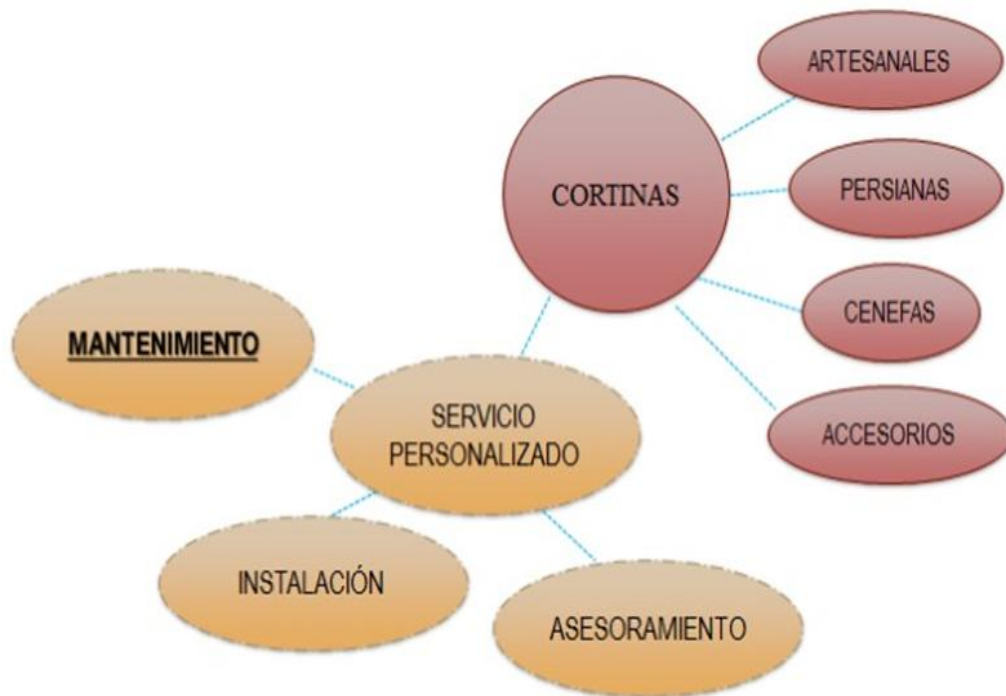 ARTESANALES
CORTINAS
PERSIANAS
CENEFAS
MANTENIMIENTO
SERVICIO
PERSONALIZADO
ACCESORIOS
INSTALACIÓN
ASESORAMIENTO